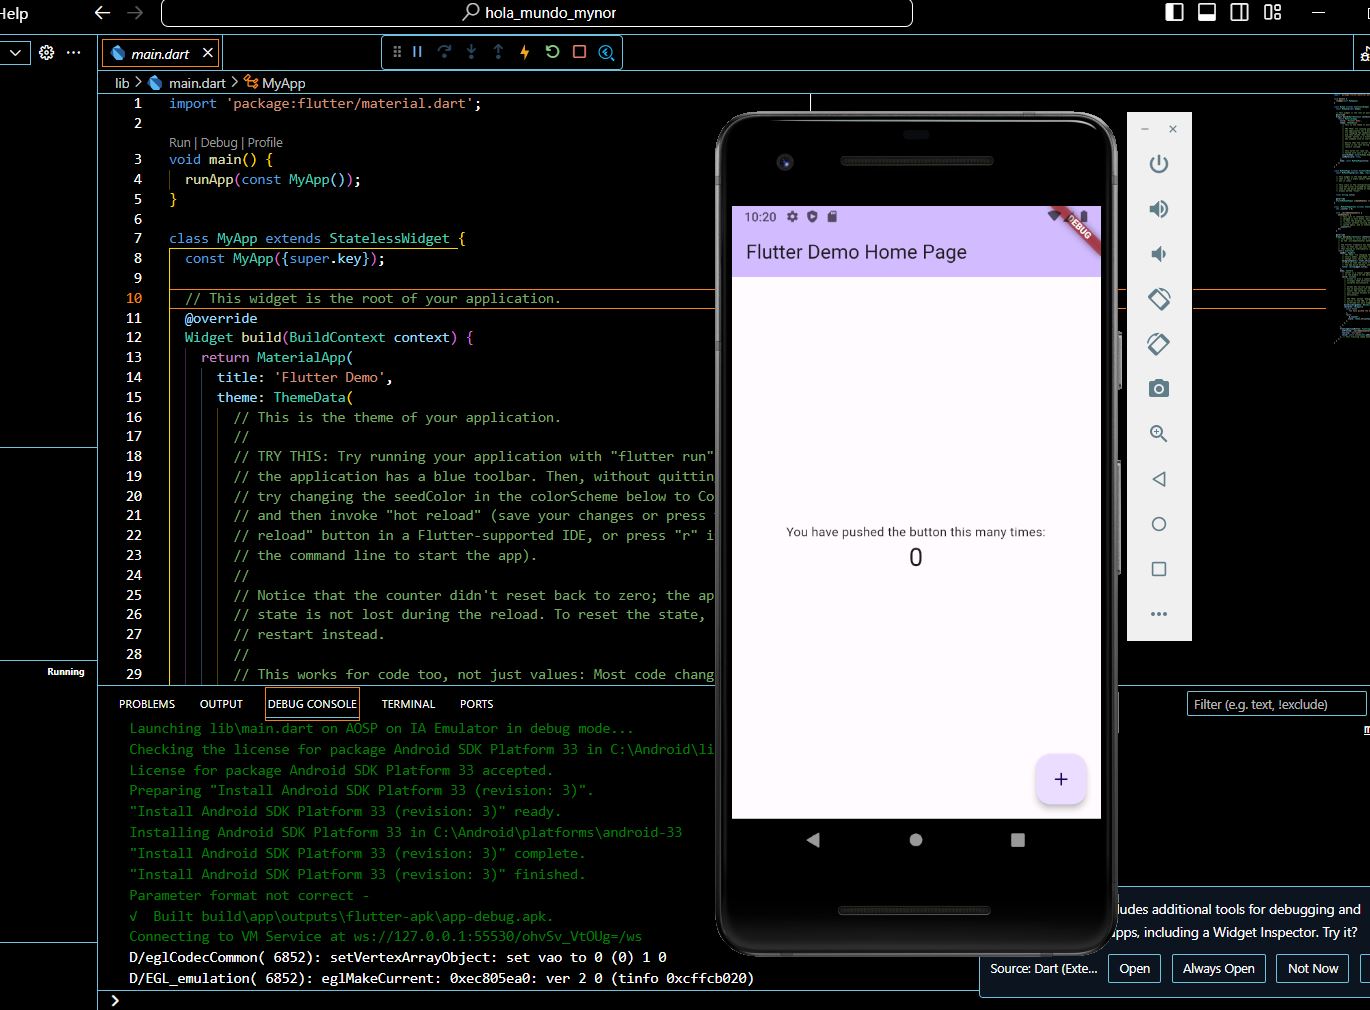 Help
hola_mundo_mynor
main.dart
lib > main.dart > MyApp
1 import 'package:flutter/material.dart';
2
Run | Debug | Profile
3 void main() {
4 runApp(const MyApp());
5 }
6
7 class MyApp extends StatelessWidget {
8 const MyApp({super.key});
9
10 // This widget is the root of your application.
11 @override
12 Widget build(BuildContext context) {
13 return MaterialApp(
14 title: 'Flutter Demo',
15 theme: ThemeData(
16 // This is the theme of your application.
17 //
18 // TRY THIS: Try running your application with "flutter run"
19 // the application has a blue toolbar. Then, without quittin
20 // try changing the seedColor in the colorScheme below to Co
21 // and then invoke "hot reload" (save your changes or press
22 // reload" button in a Flutter-supported IDE, or press "r" i
23 // the command line to start the app).
24 //
25 // Notice that the counter didn't reset back to zero; the ap
26 // state is not lost during the reload. To reset the state,
27 // restart instead.
28 //
29 // This works for code too, not just values: Most code chang
Running
10:20
DEBUG
Flutter Demo Home Page
You have pushed the button this many times:
0
+
PROBLEMS OUTPUT DEBUG CONSOLE TERMINAL PORTS
Filter (e.g. text, !exclude)
Launching lib\main.dart on AOSP on IA Emulator in debug mode...
Checking the license for package Android SDK Platform 33 in C:\Android\li
License for package Android SDK Platform 33 accepted.
Preparing "Install Android SDK Platform 33 (revision: 3)".
"Install Android SDK Platform 33 (revision: 3)" ready.
Installing Android SDK Platform 33 in C:\Android\platforms\android-33
"Install Android SDK Platform 33 (revision: 3)" complete.
"Install Android SDK Platform 33 (revision: 3)" finished.
Parameter format not correct -
√ Built build\app\outputs\flutter-apk\app-debug.apk.
Connecting to VM Service at ws://127.0.0.1:55530/ohvSv_VtOUg=/ws
D/eglCodecCommon( 6852): setVertexArrayObject: set vao to 0 (0) 1 0
D/EGL_emulation( 6852): eglMakeCurrent: 0xec805ea0: ver 2 0 (tinfo 0xcffcb020)
ludes additional tools for debugging and
apps, including a Widget Inspector. Try it?
Source: Dart (Exte... Open Always Open Not Now